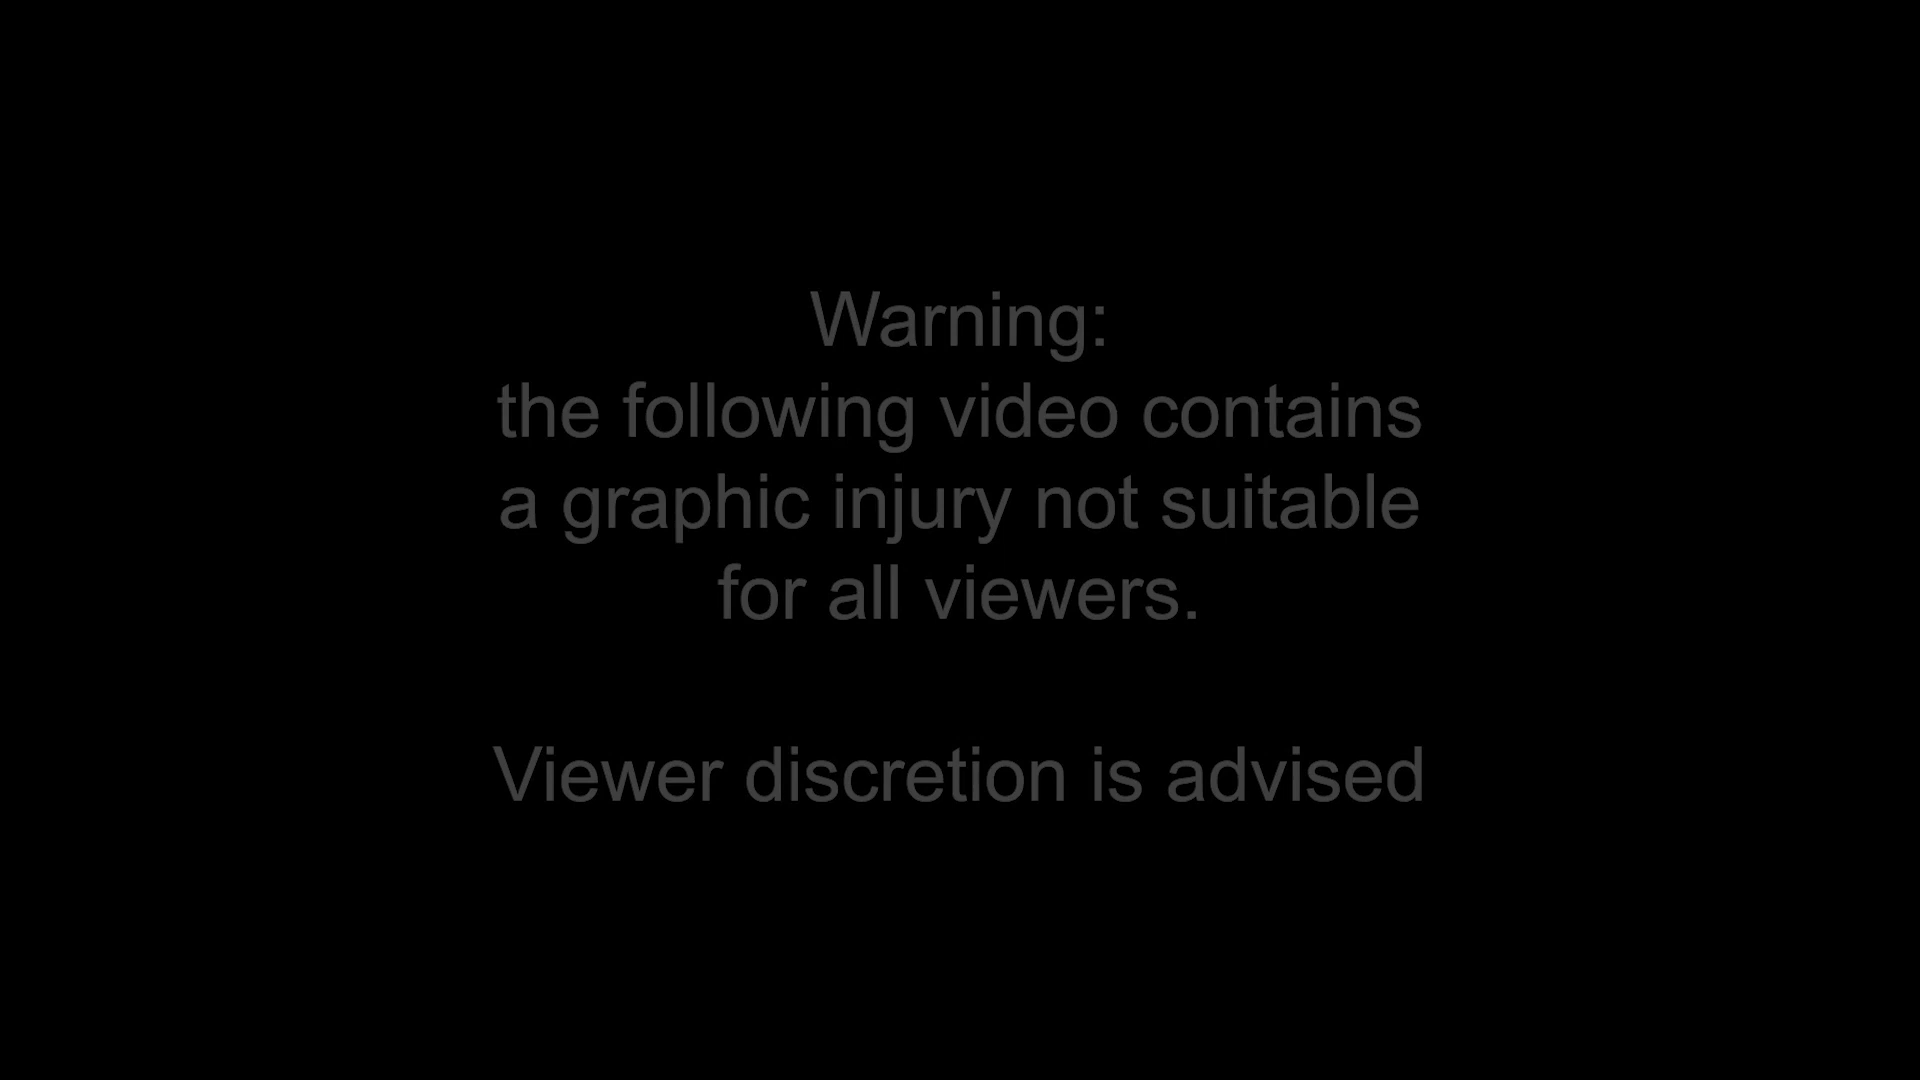 Warning:
the following video contains
a graphic injury not suitable
for all viewers.
Viewer discretion is advised